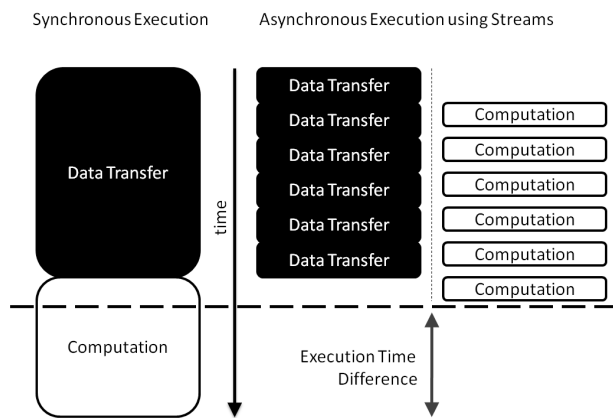 Synchronous Execution
Asynchronous Execution using Streams
Data Transfer
Computation
time
Data Transfer
Data Transfer
Data Transfer
Data Transfer
Data Transfer
Data Transfer
Computation
Computation
Computation
Computation
Computation
Computation
Execution Time
Difference